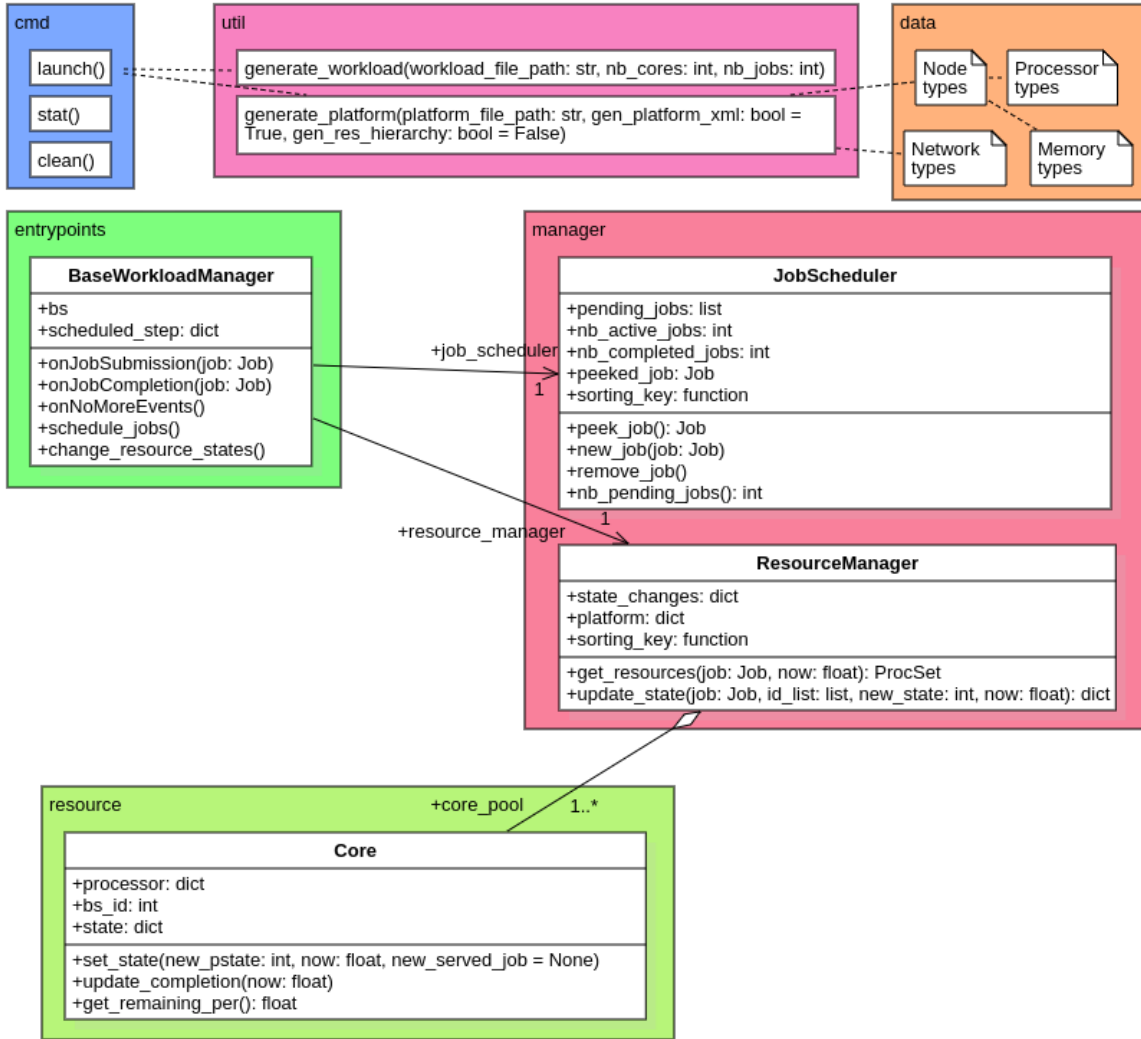 cmd
launch()
stat()
clean()
util
generate_workload(workload_file_path: str, nb_cores: int, nb_jobs: int)
generate_platform(platform_file_path: str, gen_platform_xml: bool =
True, gen_res_hierarchy: bool = False)
data
Node
types
Processor
types
Network
types
Memory
types
entrypoints
BaseWorkloadManager
+bs
+scheduled_step: dict
+onJobSubmission(job: Job)
+onJobCompletion(job: Job)
+onNoMoreEvents()
+schedule_jobs()
+change_resource_states()
+job_scheduler
1
+resource_manager
1
manager
JobScheduler
+pending_jobs: list
+nb_active_jobs: int
+nb_completed_jobs: int
+peeked_job: Job
+sorting_key: function
+peek_job(): Job
+new_job(job: Job)
+remove_job()
+nb_pending_jobs(): int
ResourceManager
+state_changes: dict
+platform: dict
+sorting_key: function
+get_resources(job: Job, now: float): ProcSet
+update_state(job: Job, id_list: list, new_state: int, now: float): dict
resource
+core_pool
1..*
Core
+processor: dict
+bs_id: int
+state: dict
+set_state(new_pstate: int, now: float, new_served_job = None)
+update_completion(now: float)
+get_remaining_per(): float